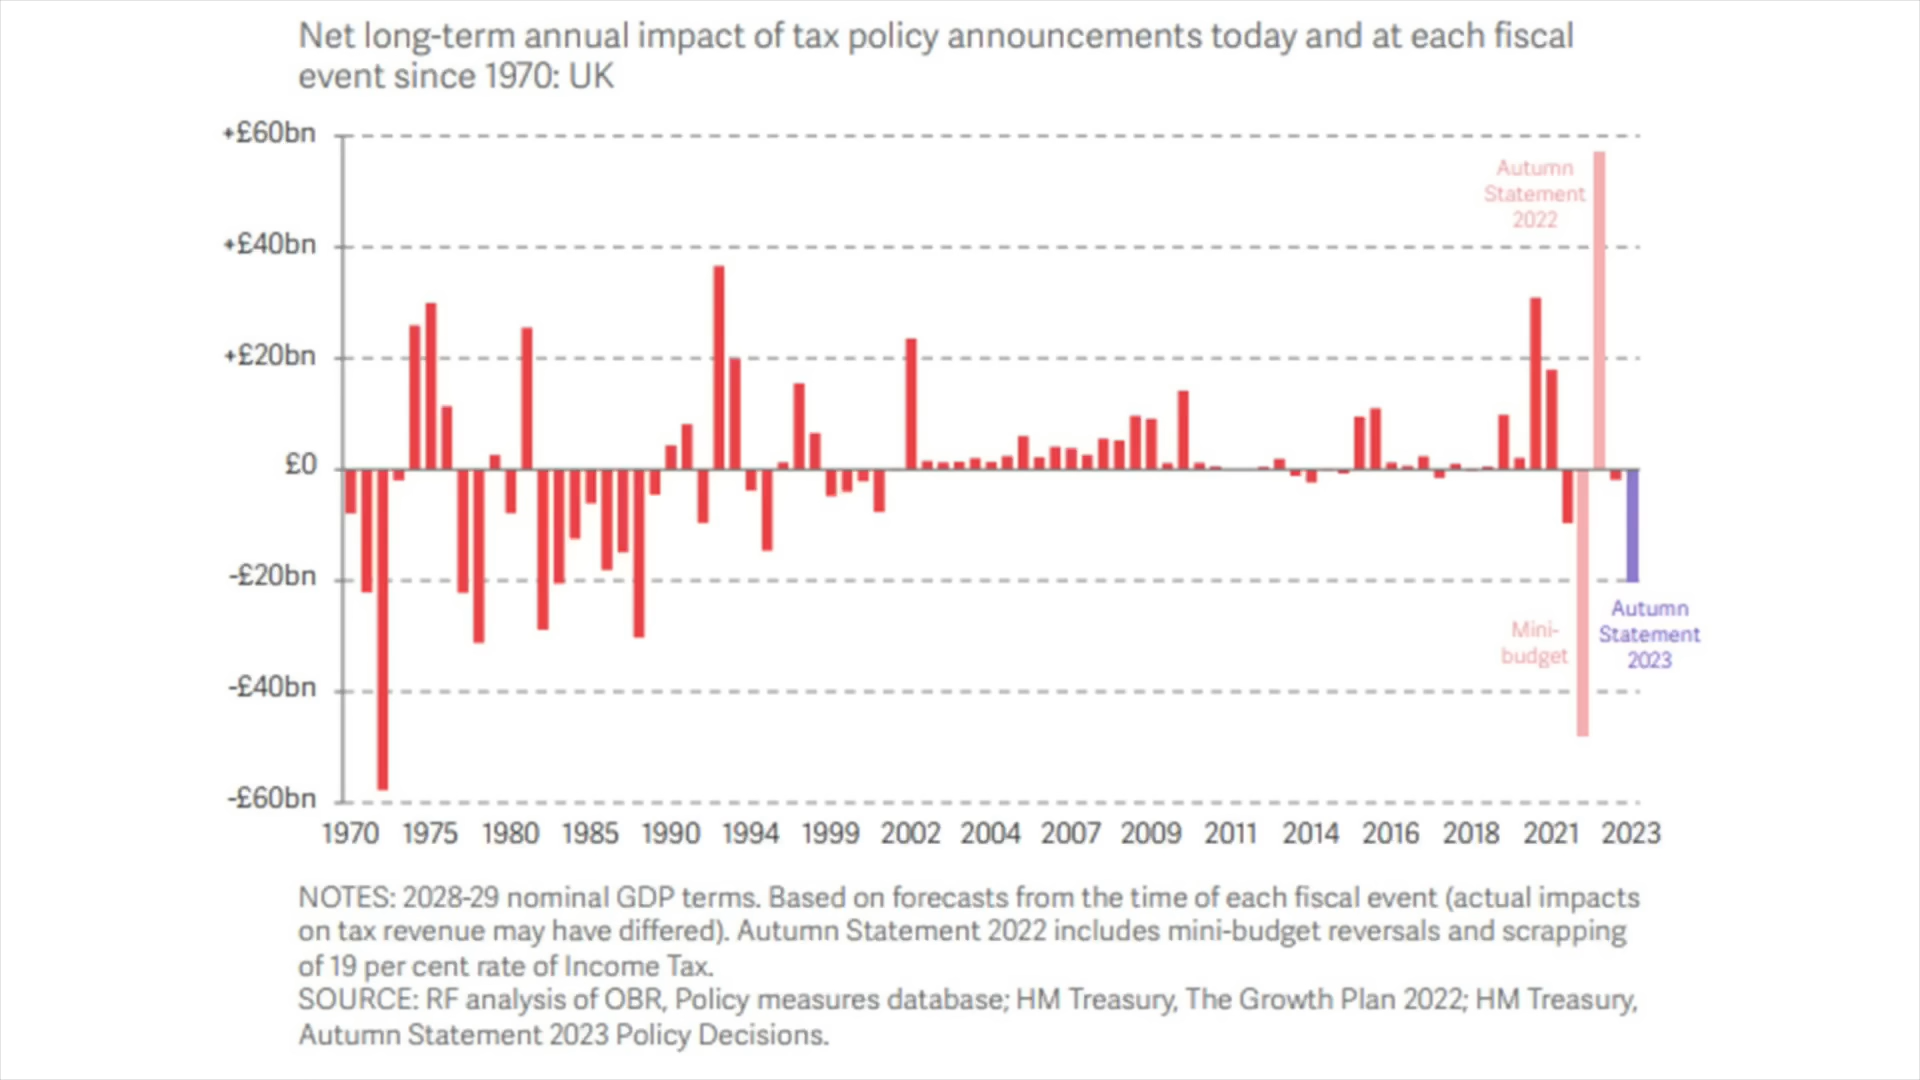 Net long-term annual impact of tax policy announcements today and at each fiscal
event since 1970: UK
+£60bn
+£40bn
+£20bn
£0
-£20bn
-£40bn
-£60bn
Autumn
Statement
2022
Mini-
budget
Autumn
Statement
2023
1970 1975 1980 1985 1990 1994 1999 2002 2004 2007 2009 2011 2014 2016 2018 2021 2023
NOTES: 2028-29 nominal GDP terms. Based on forecasts from the time of each fiscal event (actual impacts
on tax revenue may have differed). Autumn Statement 2022 includes mini-budget reversals and scrapping
of 19 per cent rate of Income Tax.
SOURCE: RF analysis of OBR, Policy measures database; HM Treasury, The Growth Plan 2022; HM Treasury,
Autumn Statement 2023 Policy Decisions.